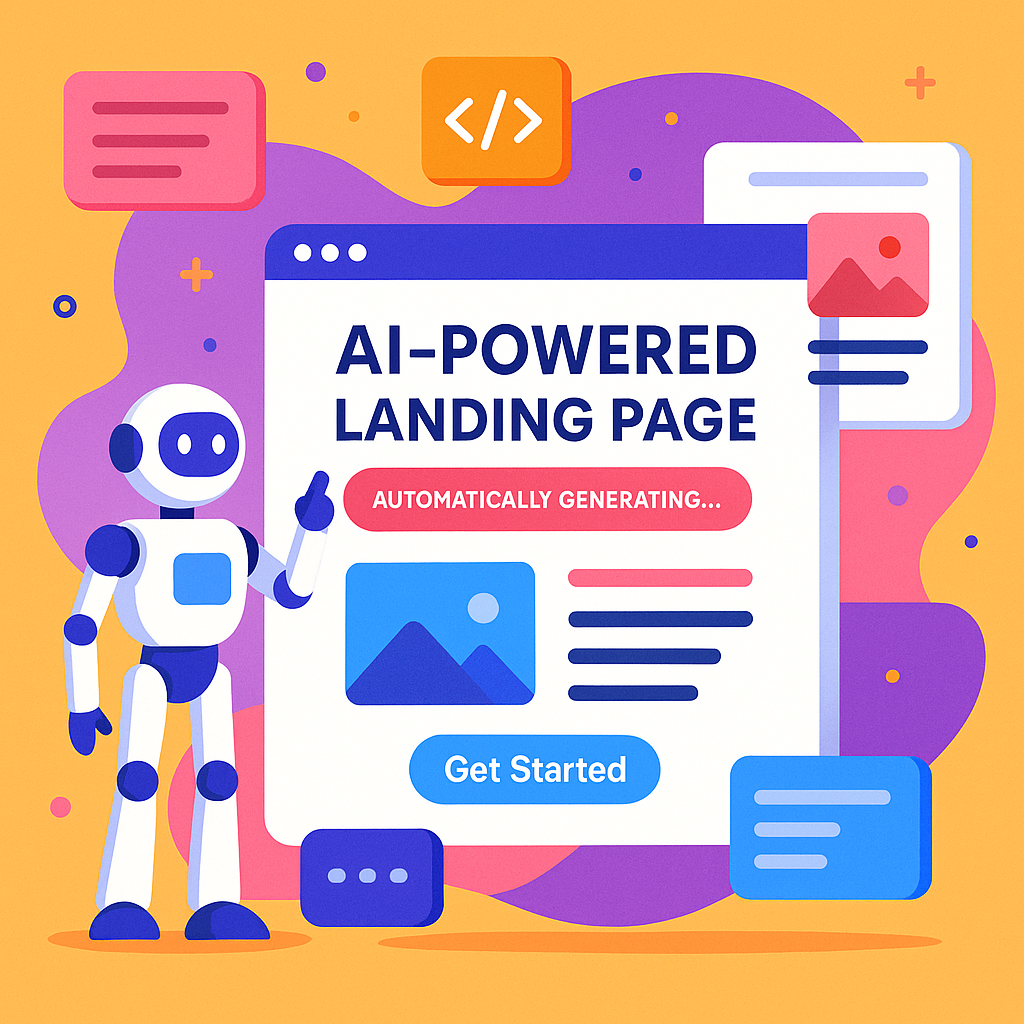 </>
AI-POWERED
LANDING PAGE
AUTOMATICALLY GENERATING...
Get Started